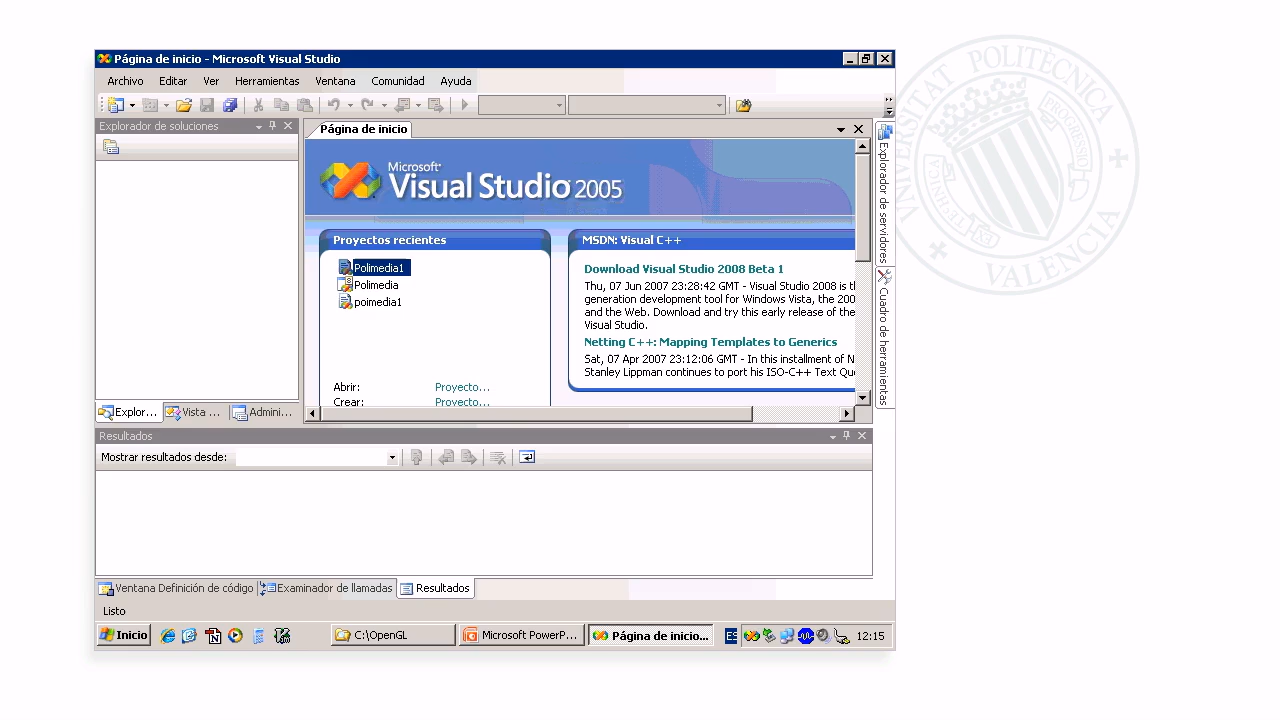 Página de inicio - Microsoft Visual Studio
Archivo Editar Ver Herramientas Ventana Comunidad Ayuda
Explorador de soluciones
Página de inicio
Microsoft
Visual Studio 2005
Proyectos recientes
Polimedia1
Polimedia
poimedia1
Abrir: Proyecto...
Crear: Proyecto...
MSDN: Visual C++
Download Visual Studio 2008 Beta 1
Thu, 07 Jun 2007 23:28:42 GMT - Visual Studio 2008 is th
generation development tool for Windows Vista, the 200
and the Web. Download and try this early release of the
Visual Studio.
Netting C++: Mapping Templates to Generics
Sat, 07 Apr 2007 23:12:06 GMT - In this installment of N
Stanley Lippman continues to port his ISO-C++ Text Que
Explorador de servidores
Cuadro de herramientas
Explor... Vista ... Admini...
Resultados
Mostrar resultados desde:
Ventana Definición de código Examinador de llamadas Resultados
Listo
Inicio C:\OpenGL Microsoft PowerP... Página de inicio... ES 12:15
UNIVERSITAT POLITÈCNICA
VALÈNCIA